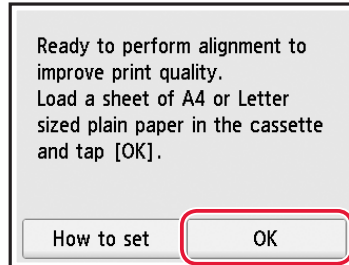 Ready to perform alignment to
improve print quality.
Load a sheet of A4 or Letter
sized plain paper in the cassette
and tap [OK].
How to set
OK